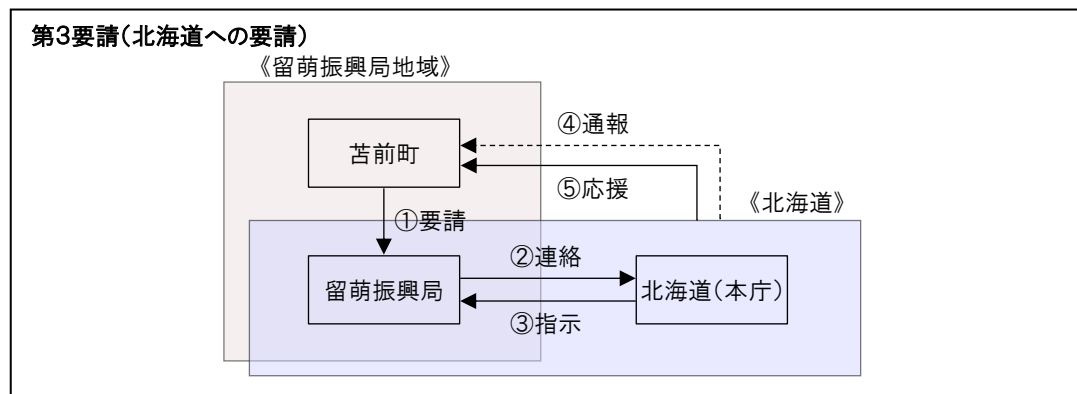 第3要請(北海道への要請)
《留萌振興局地域》
④通報
苫前町
⑤応援
《北海道》
①要請
②連絡
留萌振興局
北海道(本庁)
③指示